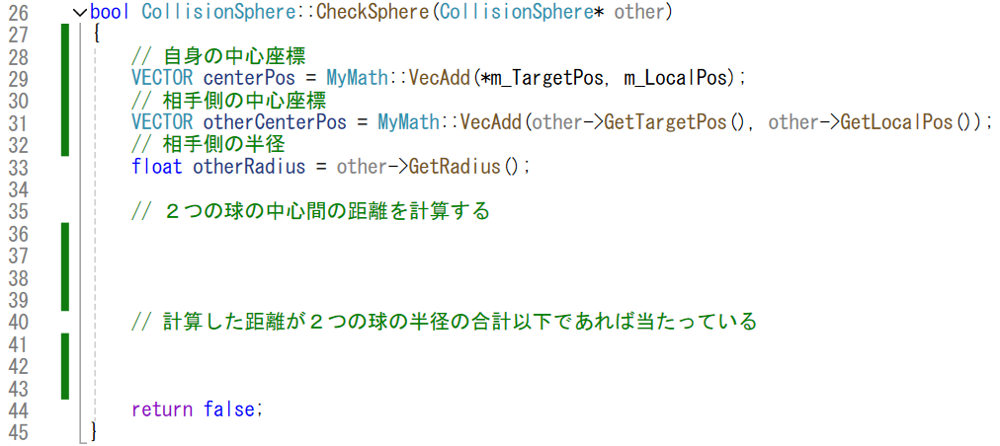 26 bool CollisionSphere::CheckSphere(CollisionSphere* other)
27 {
28 // 自身の中心座標
29 VECTOR centerPos = MyMath::VecAdd(*m_TargetPos, m_LocalPos);
30 // 相手側の中心座標
31 VECTOR otherCenterPos = MyMath::VecAdd(other->GetTargetPos(), other->GetLocalPos());
32 // 相手側の半径
33 float otherRadius = other->GetRadius();
34
35 // ２つの球の中心間の距離を計算する
36
37
38
39
40 // 計算した距離が２つの球の半径の合計以下であれば当たっている
41
42
43
44 return false;
45 }